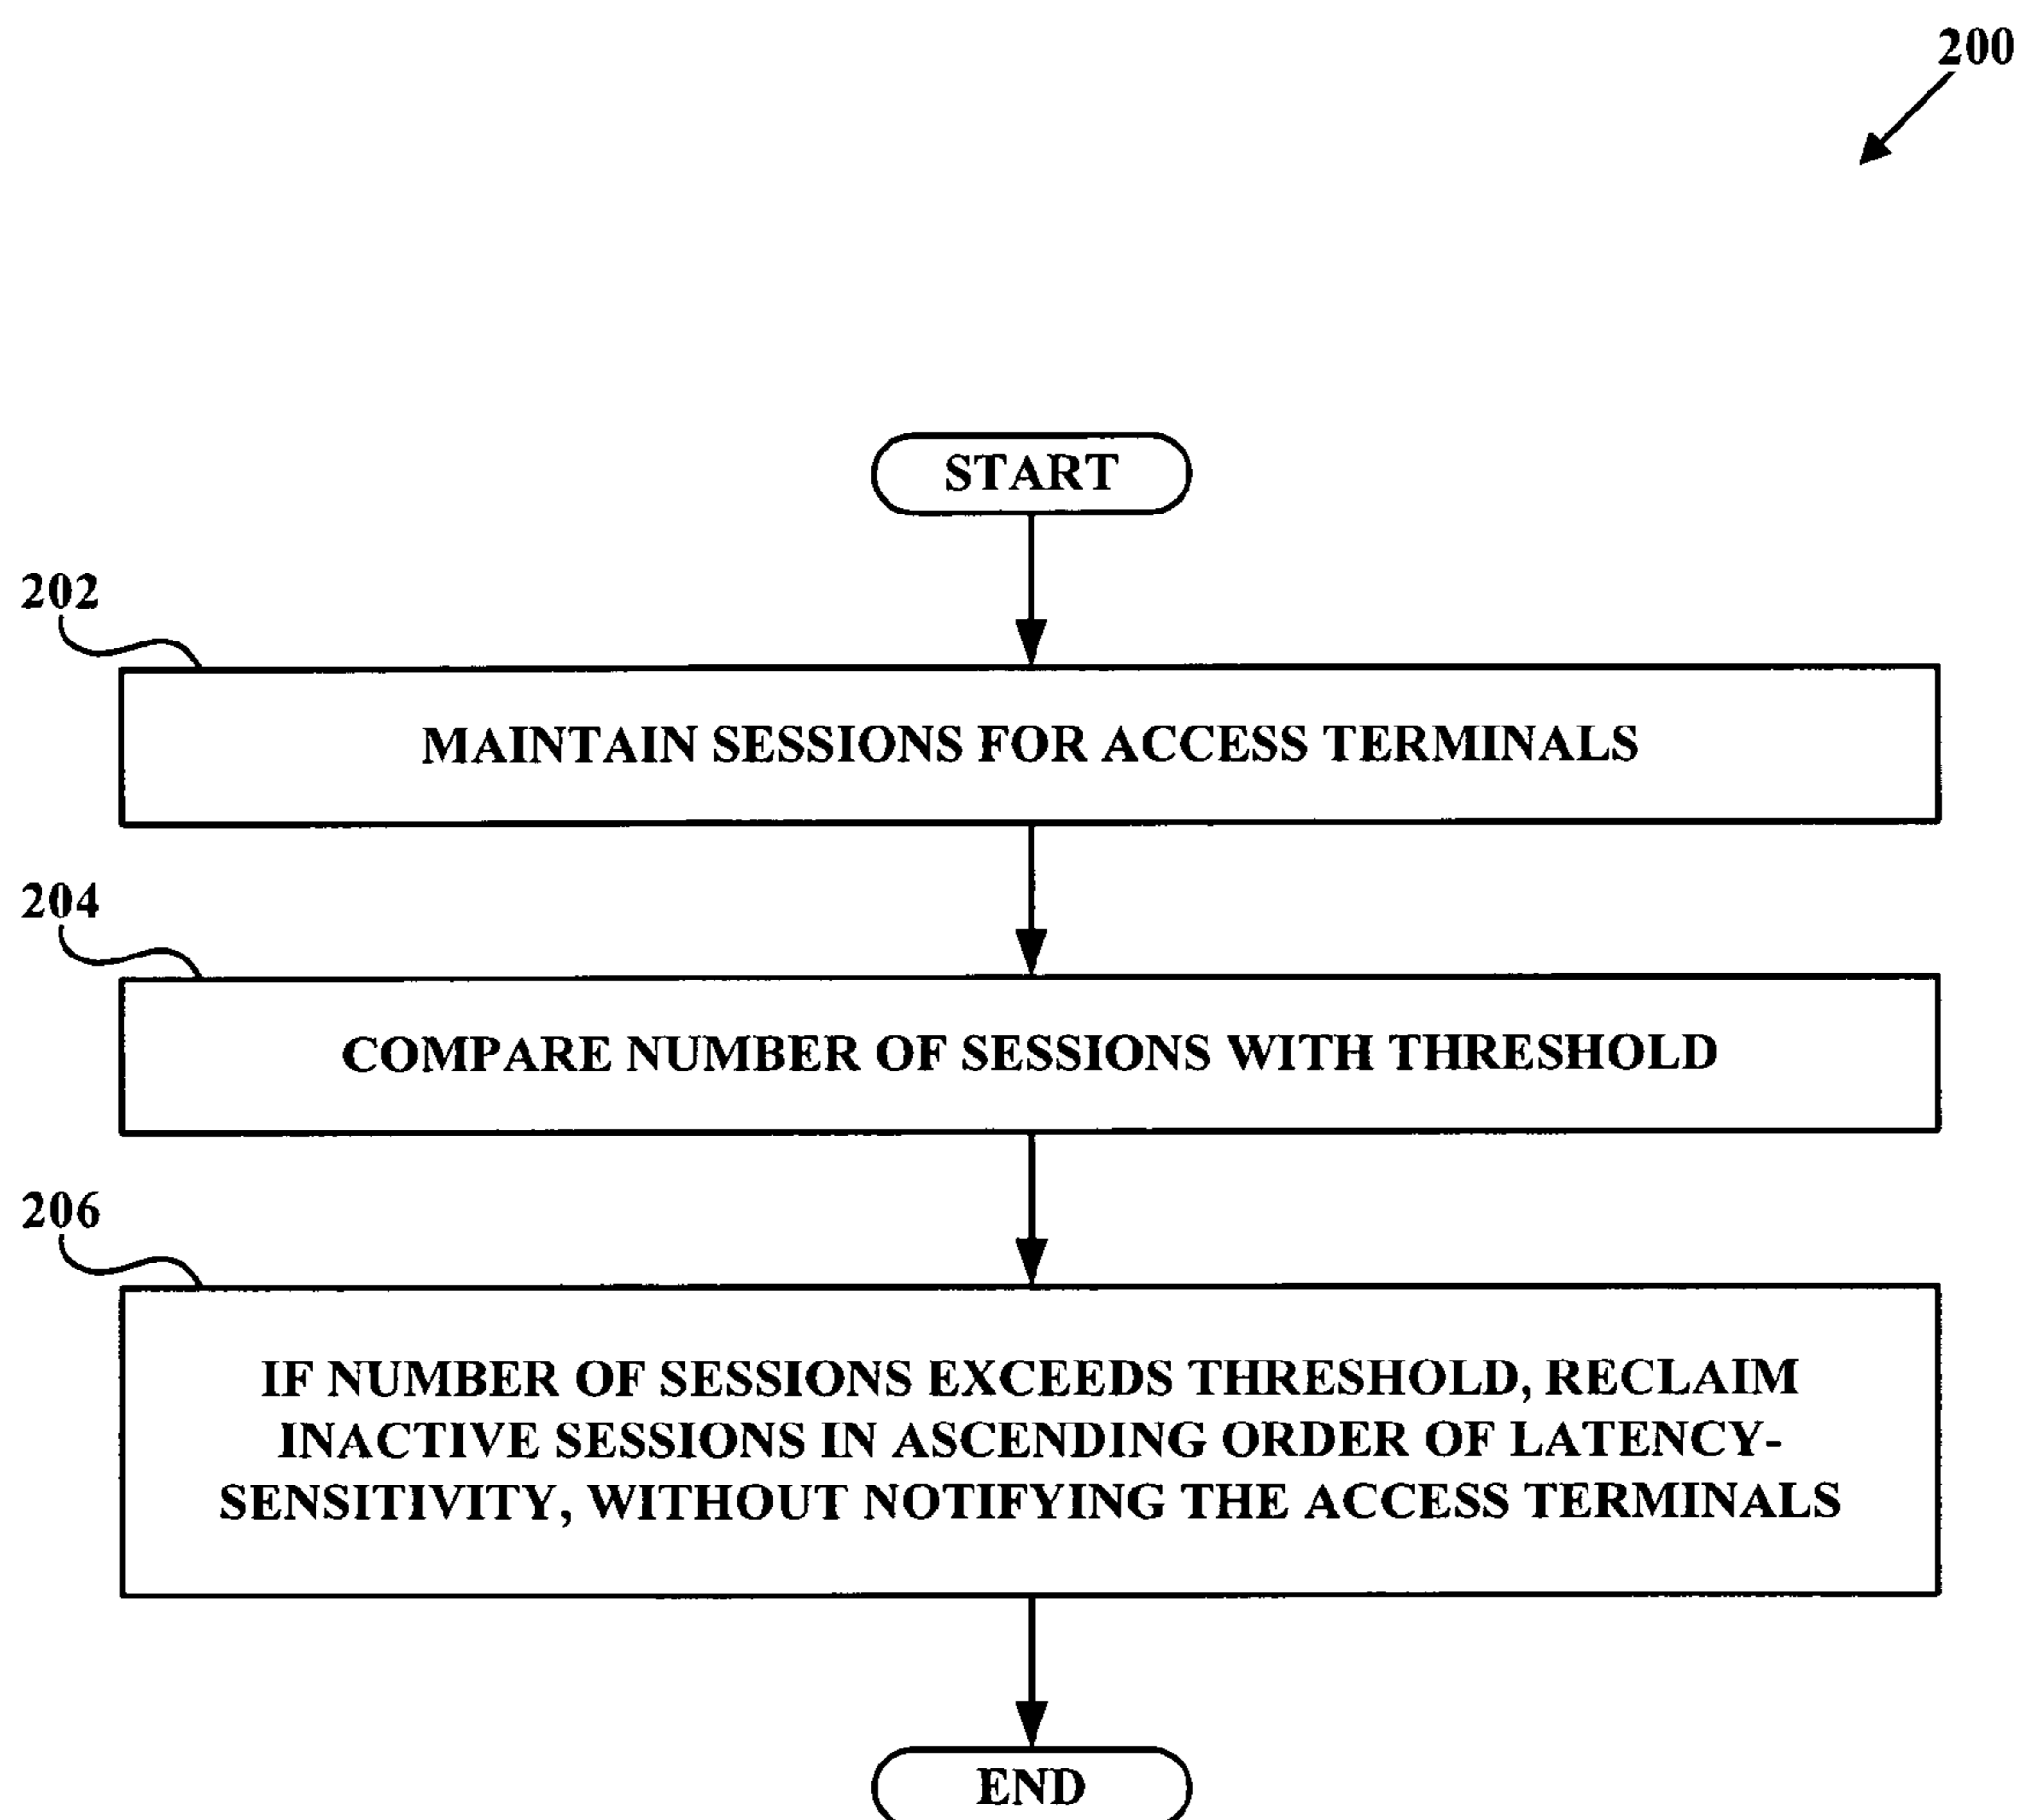 200
START
202
MAINTAIN SESSIONS FOR ACCESS TERMINALS
204
COMPARE NUMBER OF SESSIONS WITH THRESHOLD
206
IF NUMBER OF SESSIONS EXCEEDS THRESHOLD, RECLAIM
INACTIVE SESSIONS IN ASCENDING ORDER OF LATENCY-
SENSITIVITY, WITHOUT NOTIFYING THE ACCESS TERMINALS
END